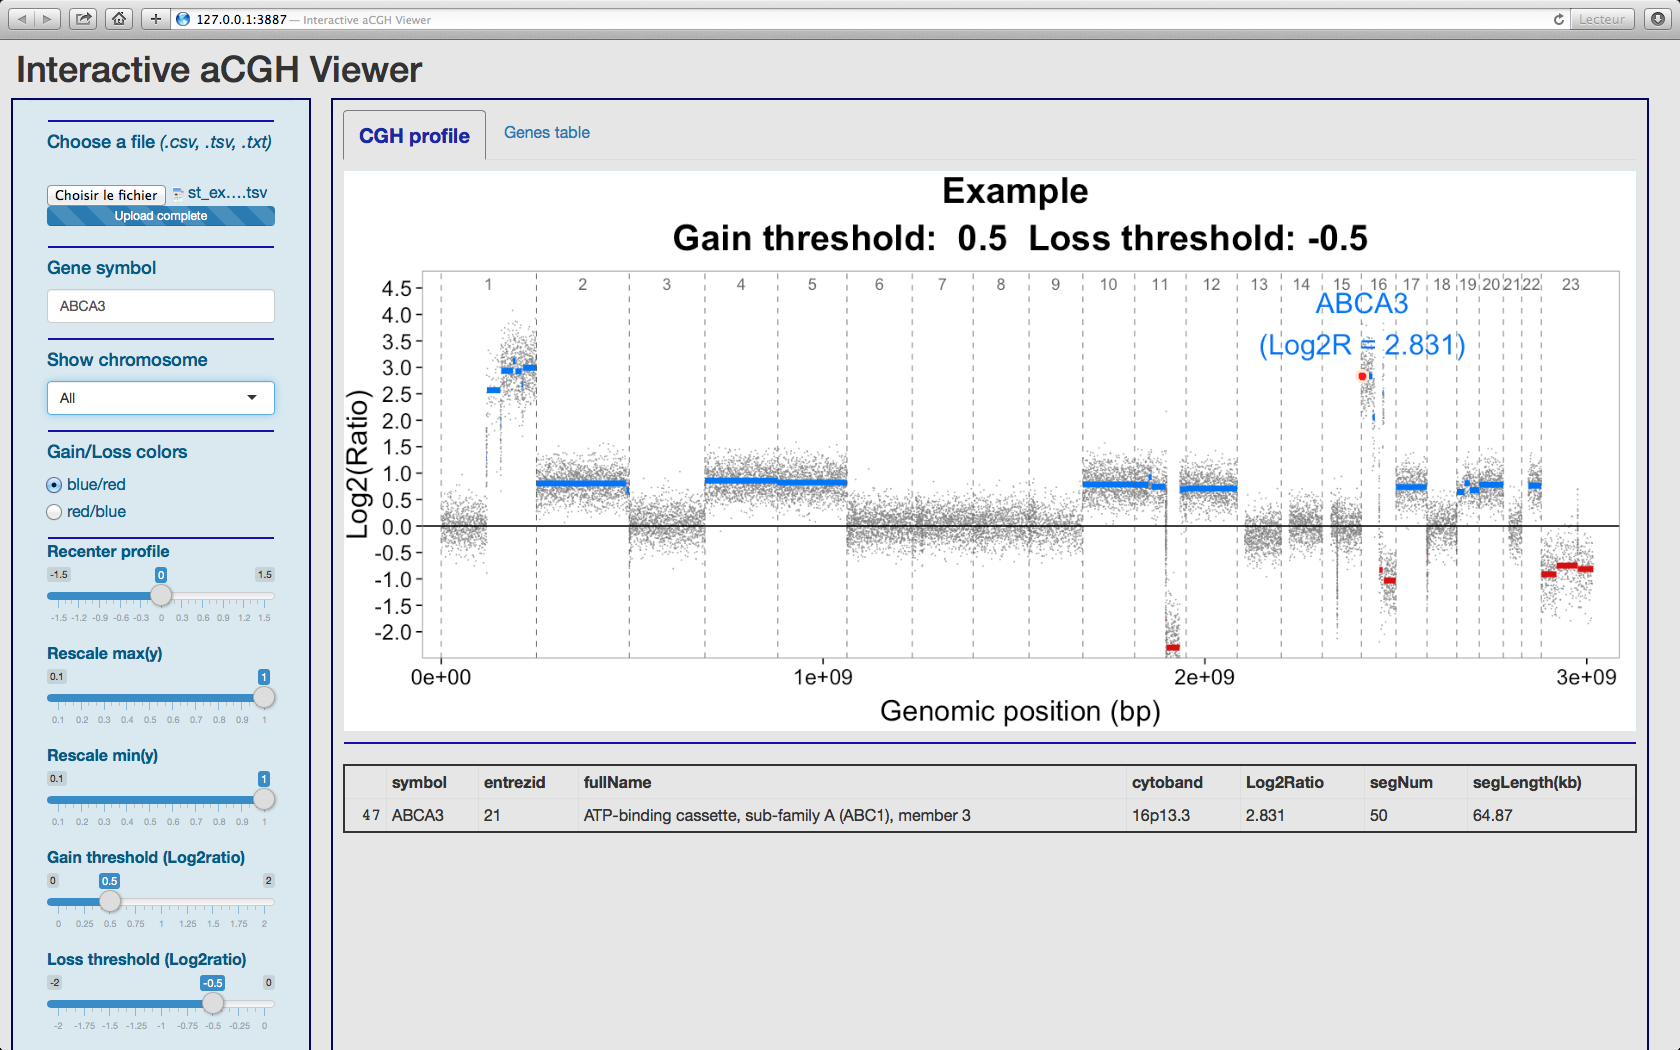 127.0.0.1:3887 — Interactive aCGH Viewer
Lecteur
Interactive aCGH Viewer
Choose a file (.csv, .tsv, .txt)
Choisir le fichier st_ex....tsv
Upload complete
Gene symbol
ABCA3
Show chromosome
All
Gain/Loss colors
blue/red
red/blue
Recenter profile
-1.5 0 1.5
-1.5 -1.2 -0.9 -0.6 -0.3 0 0.3 0.6 0.9 1.2 1.5
Rescale max(y)
0.1 1
0.1 0.2 0.3 0.4 0.5 0.6 0.7 0.8 0.9 1
Rescale min(y)
0.1 1
0.1 0.2 0.3 0.4 0.5 0.6 0.7 0.8 0.9 1
Gain threshold (Log2ratio)
0 0.5 2
0 0.25 0.5 0.75 1 1.25 1.5 1.75 2
Loss threshold (Log2ratio)
-2 -0.5 0
-2 -1.75 -1.5 -1.25 -1 -0.75 -0.5 -0.25 0
CGH profile Genes table
Example
Gain threshold: 0.5 Loss threshold: -0.5
1 2 3 4 5 6 7 8 9 10 11 12 13 14 15 16 17 18 19 20 21 22 23
ABCA3
(Log2R = 2.831)
Log2(Ratio)
4.5
4.0
3.5
3.0
2.5
2.0
1.5
1.0
0.5
0.0
-0.5
-1.0
-1.5
-2.0
0e+00 1e+09 2e+09 3e+09
Genomic position (bp)
symbol entrezid fullName cytoband Log2Ratio segNum segLength(kb)
47 ABCA3 21 ATP-binding cassette, sub-family A (ABC1), member 3 16p13.3 2.831 50 64.87